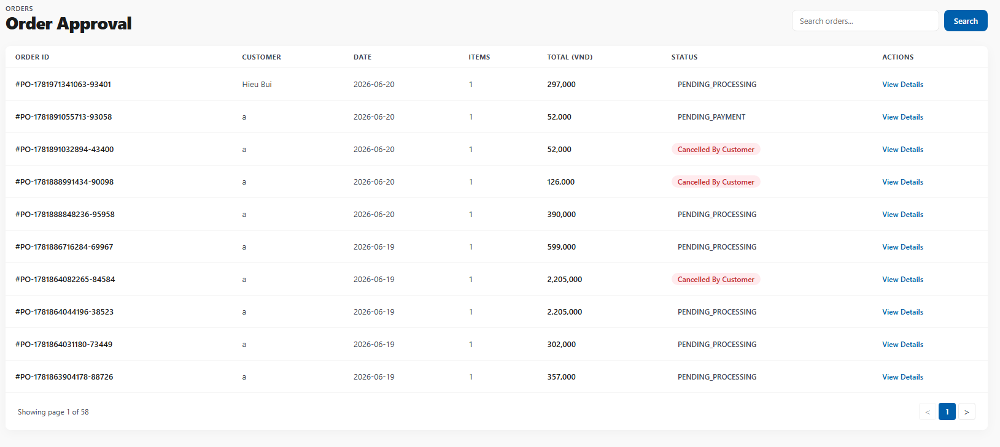 ORDERS
Order Approval
Search orders...
Search
ORDER ID CUSTOMER DATE ITEMS TOTAL (VND) STATUS ACTIONS
#PO-1781971341063-93401 Hieu Bui 2026-06-20 1 297,000 PENDING_PROCESSING View Details
#PO-1781891055713-93058 a 2026-06-20 1 52,000 PENDING_PAYMENT View Details
#PO-1781891032894-43400 a 2026-06-20 1 52,000 Cancelled By Customer View Details
#PO-1781888991434-90098 a 2026-06-20 1 126,000 Cancelled By Customer View Details
#PO-1781888848236-95958 a 2026-06-20 1 390,000 PENDING_PROCESSING View Details
#PO-1781886716284-69967 a 2026-06-19 1 599,000 PENDING_PROCESSING View Details
#PO-1781864082265-84584 a 2026-06-19 1 2,205,000 Cancelled By Customer View Details
#PO-1781864044196-38523 a 2026-06-19 1 2,205,000 PENDING_PROCESSING View Details
#PO-1781864031180-73449 a 2026-06-19 1 302,000 PENDING_PROCESSING View Details
#PO-1781863904178-88726 a 2026-06-19 1 357,000 PENDING_PROCESSING View Details
Showing page 1 of 58 < 1 >